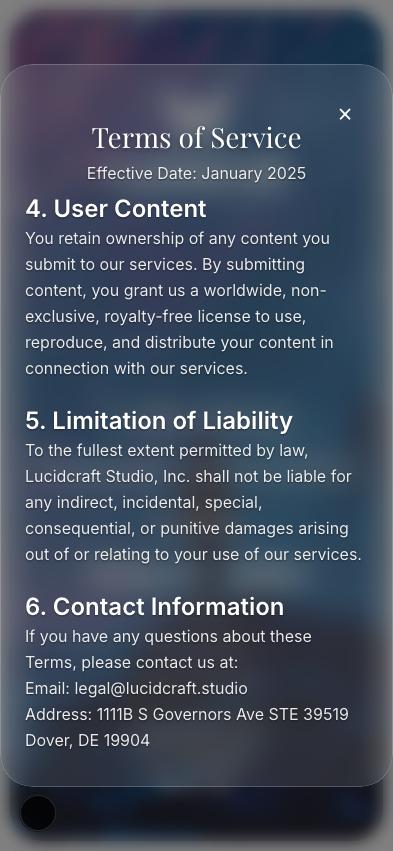 ×
Terms of Service
Effective Date: January 2025
4. User Content
You retain ownership of any content you
submit to our services. By submitting
content, you grant us a worldwide, non-
exclusive, royalty-free license to use,
reproduce, and distribute your content in
connection with our services.
5. Limitation of Liability
To the fullest extent permitted by law,
Lucidcraft Studio, Inc. shall not be liable for
any indirect, incidental, special,
consequential, or punitive damages arising
out of or relating to your use of our services.
6. Contact Information
If you have any questions about these
Terms, please contact us at:
Email: legal@lucidcraft.studio
Address: 1111B S Governors Ave STE 39519
Dover, DE 19904